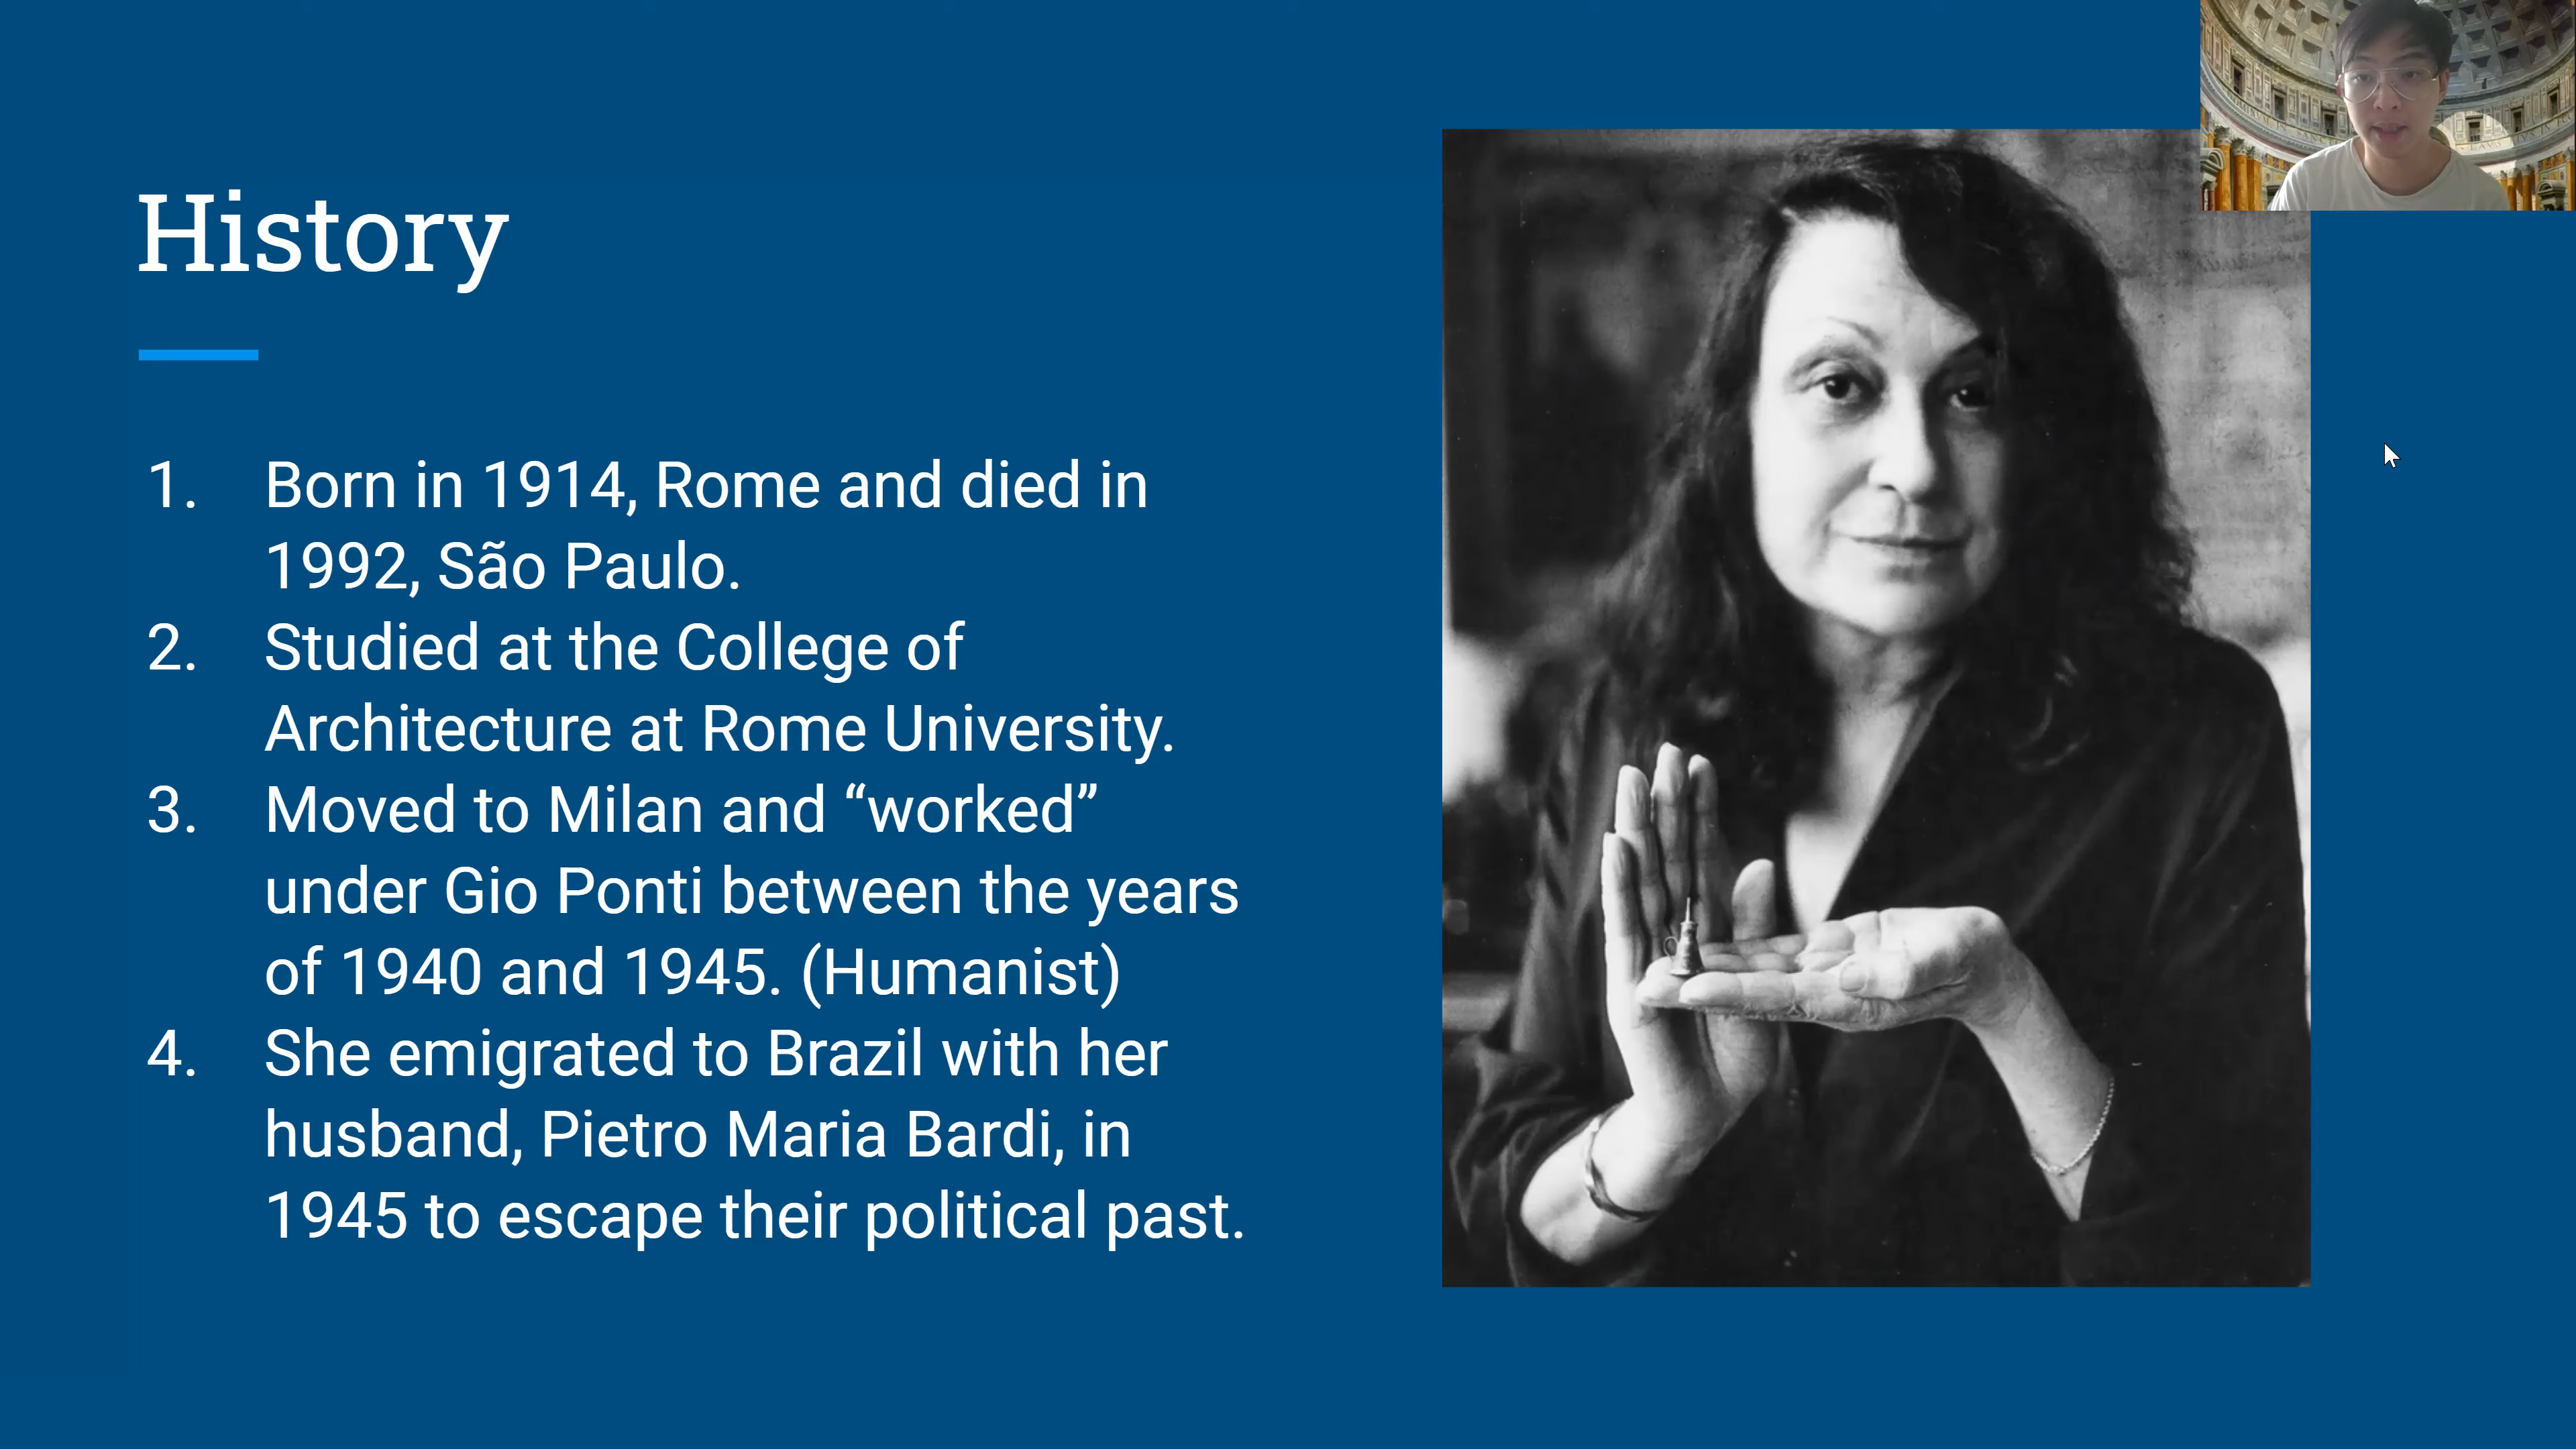 History
1. Born in 1914, Rome and died in
1992, São Paulo.
2. Studied at the College of
Architecture at Rome University.
3. Moved to Milan and “worked”
under Gio Ponti between the years
of 1940 and 1945. (Humanist)
4. She emigrated to Brazil with her
husband, Pietro Maria Bardi, in
1945 to escape their political past.